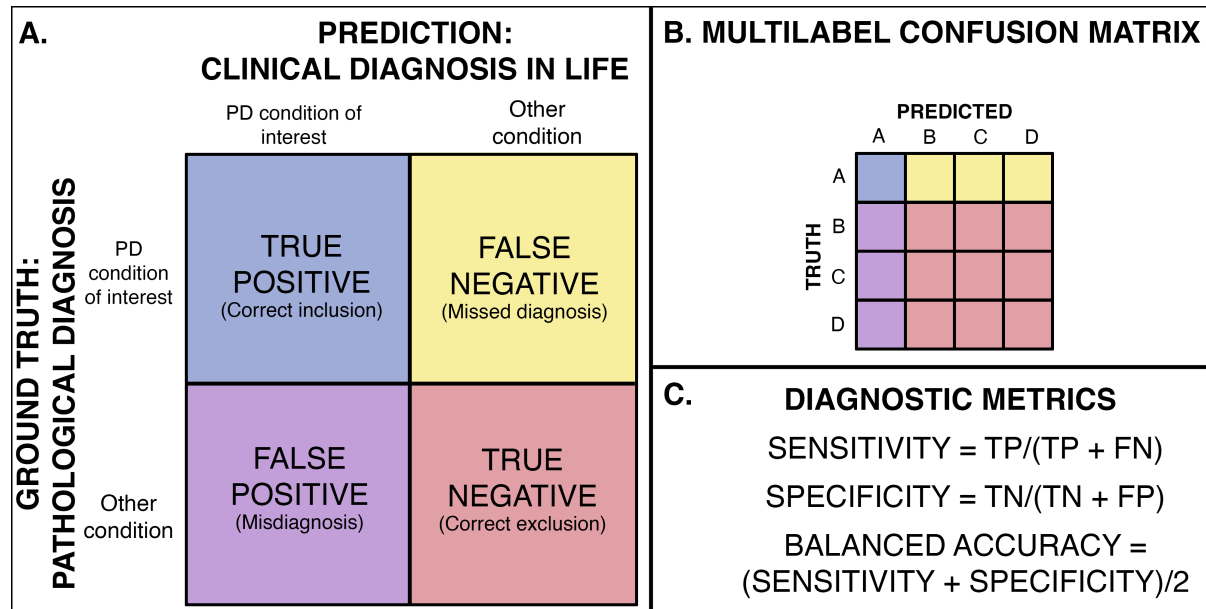 A.
PREDICTION:
CLINICAL DIAGNOSIS IN LIFE
PD condition of
interest
Other
condition
GROUND TRUTH:
PATHOLOGICAL DIAGNOSIS
PD
condition
of interest
TRUE
POSITIVE
(Correct inclusion)
FALSE
NEGATIVE
(Missed diagnosis)
Other
condition
FALSE
POSITIVE
(Misdiagnosis)
TRUE
NEGATIVE
(Correct exclusion)
B. MULTILABEL CONFUSION MATRIX
PREDICTED
A B C D
TRUTH
A
B
C
D
C.
DIAGNOSTIC METRICS
SENSITIVITY = TP/(TP + FN)
SPECIFICITY = TN/(TN + FP)
BALANCED ACCURACY =
(SENSITIVITY + SPECIFICITY)/2